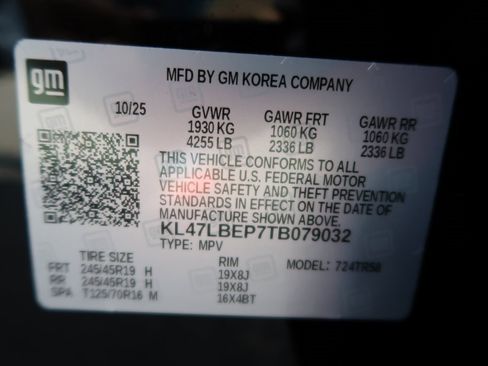 gm
MFD BY GM KOREA COMPANY
10/25 GVWR GAWR FRT GAWR RR
1930 KG 1060 KG 1060 KG
4255 LB 2336 LB 2336 LB
THIS VEHICLE CONFORMS TO ALL
APPLICABLE U.S. FEDERAL MOTOR
VEHICLE SAFETY AND THEFT PREVENTION
STANDARDS IN EFFECT ON THE DATE OF
MANUFACTURE SHOWN ABOVE.
KL47LBEP7TB079032
TYPE: MPV
TIRE SIZE RIM MODEL: 724TR58
FRT 245/45R19 H 19X8J
RR 245/45R19 H 19X8J
SPA T125/70R16 M 16X4BT